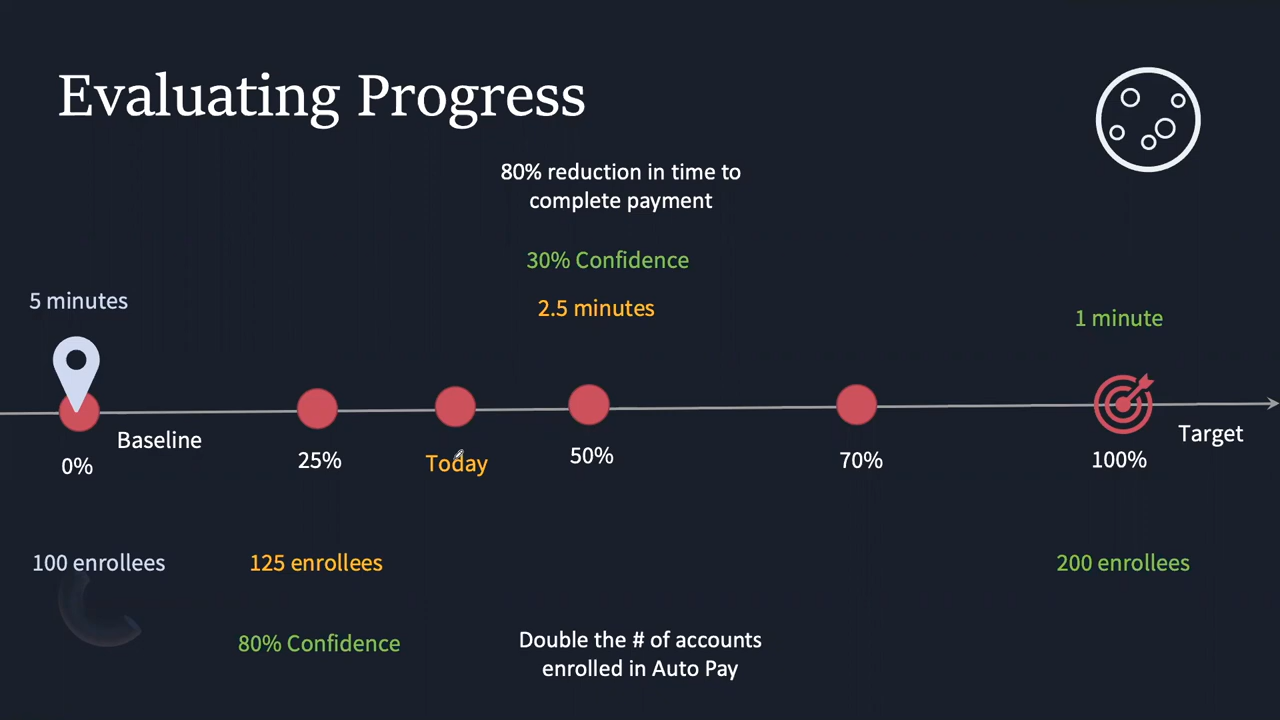 Evaluating Progress
80% reduction in time to
complete payment
30% Confidence
5 minutes
2.5 minutes
1 minute
Baseline
Target
0%
25%
Today
50%
70%
100%
100 enrollees
125 enrollees
200 enrollees
80% Confidence
Double the # of accounts
enrolled in Auto Pay